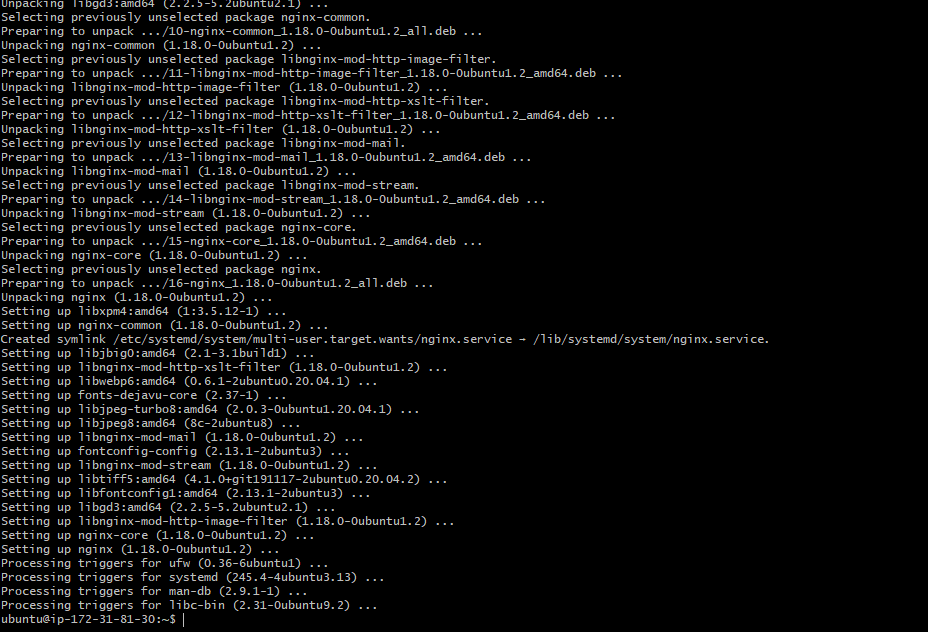 Unpacking libgd3:amd64 (2.2.5-5.2ubuntu2.1) ...
Selecting previously unselected package nginx-common.
Preparing to unpack .../10-nginx-common_1.18.0-0ubuntu1.2_all.deb ...
Unpacking nginx-common (1.18.0-0ubuntu1.2) ...
Selecting previously unselected package libnginx-mod-http-image-filter.
Preparing to unpack .../11-libnginx-mod-http-image-filter_1.18.0-0ubuntu1.2_amd64.deb ...
Unpacking libnginx-mod-http-image-filter (1.18.0-0ubuntu1.2) ...
Selecting previously unselected package libnginx-mod-http-xslt-filter.
Preparing to unpack .../12-libnginx-mod-http-xslt-filter_1.18.0-0ubuntu1.2_amd64.deb ...
Unpacking libnginx-mod-http-xslt-filter (1.18.0-0ubuntu1.2) ...
Selecting previously unselected package libnginx-mod-mail.
Preparing to unpack .../13-libnginx-mod-mail_1.18.0-0ubuntu1.2_amd64.deb ...
Unpacking libnginx-mod-mail (1.18.0-0ubuntu1.2) ...
Selecting previously unselected package libnginx-mod-stream.
Preparing to unpack .../14-libnginx-mod-stream_1.18.0-0ubuntu1.2_amd64.deb ...
Unpacking libnginx-mod-stream (1.18.0-0ubuntu1.2) ...
Selecting previously unselected package nginx-core.
Preparing to unpack .../15-nginx-core_1.18.0-0ubuntu1.2_amd64.deb ...
Unpacking nginx-core (1.18.0-0ubuntu1.2) ...
Selecting previously unselected package nginx.
Preparing to unpack .../16-nginx_1.18.0-0ubuntu1.2_all.deb ...
Unpacking nginx (1.18.0-0ubuntu1.2) ...
Setting up libxpm4:amd64 (1:3.5.12-1) ...
Setting up nginx-common (1.18.0-0ubuntu1.2) ...
Created symlink /etc/systemd/system/multi-user.target.wants/nginx.service → /lib/systemd/system/nginx.service.
Setting up libjbig0:amd64 (2.1-3.1build1) ...
Setting up libnginx-mod-http-xslt-filter (1.18.0-0ubuntu1.2) ...
Setting up libwebp6:amd64 (0.6.1-2ubuntu0.20.04.1) ...
Setting up fonts-dejavu-core (2.37-1) ...
Setting up libjpeg-turbo8:amd64 (2.0.3-0ubuntu1.20.04.1) ...
Setting up libjpeg8:amd64 (8c-2ubuntu8) ...
Setting up libnginx-mod-mail (1.18.0-0ubuntu1.2) ...
Setting up fontconfig-config (2.13.1-2ubuntu3) ...
Setting up libnginx-mod-stream (1.18.0-0ubuntu1.2) ...
Setting up libtiff5:amd64 (4.1.0+git191117-2ubuntu0.20.04.2) ...
Setting up libfontconfig1:amd64 (2.13.1-2ubuntu3) ...
Setting up libgd3:amd64 (2.2.5-5.2ubuntu2.1) ...
Setting up libnginx-mod-http-image-filter (1.18.0-0ubuntu1.2) ...
Setting up nginx-core (1.18.0-0ubuntu1.2) ...
Setting up nginx (1.18.0-0ubuntu1.2) ...
Processing triggers for ufw (0.36-6ubuntu1) ...
Processing triggers for systemd (245.4-4ubuntu3.13) ...
Processing triggers for man-db (2.9.1-1) ...
Processing triggers for libc-bin (2.31-0ubuntu9.2) ...
ubuntu@ip-172-31-81-30:~$